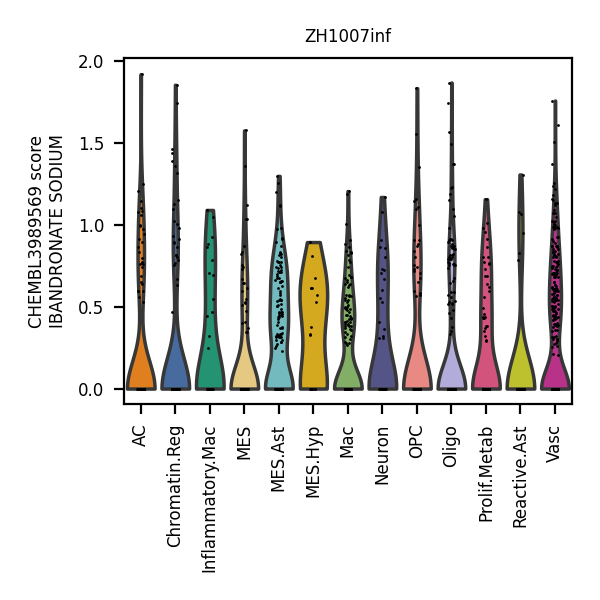 ZH1007inf
CHEMBL3989569 score
IBANDRONATE SODIUM
2.0
1.5
1.0
0.5
0.0
AC
Chromatin.Reg
Inflammatory.Mac
MES
MES.Ast
MES.Hyp
Mac
Neuron
OPC
Oligo
Prolif.Metab
Reactive.Ast
Vasc